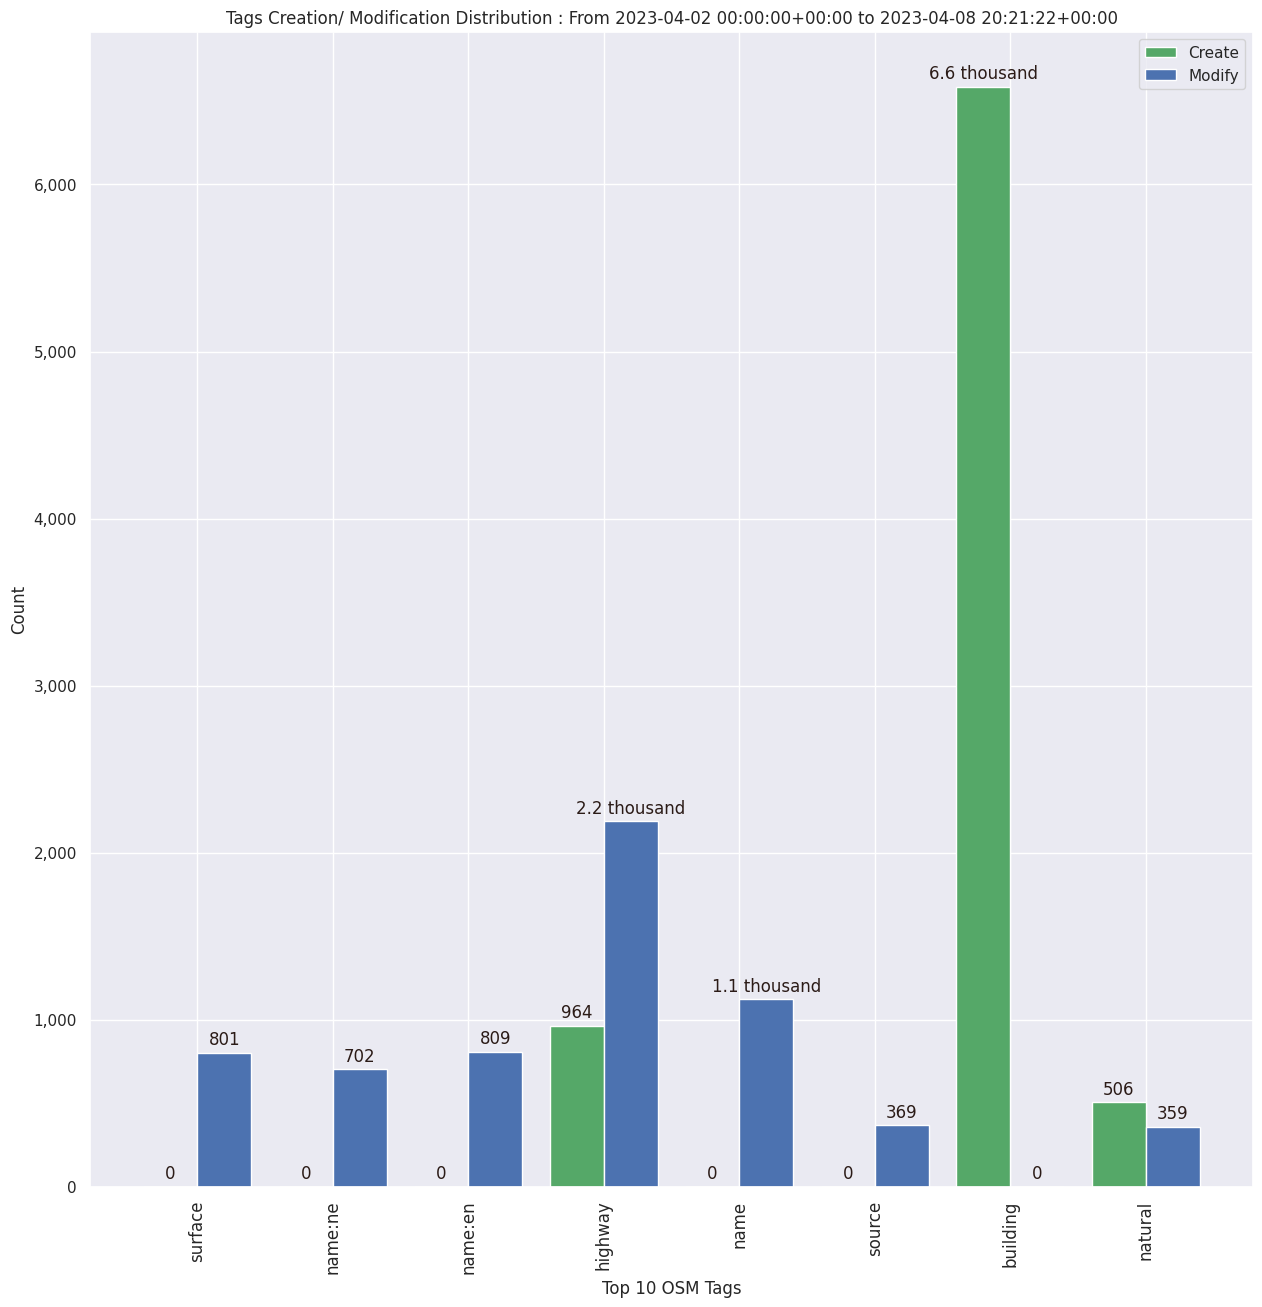 Tags Creation/ Modification Distribution : From 2023-04-02 00:00:00+00:00 to 2023-04-08 20:21:22+00:00
Create
Modify
6.6 thousand
6,000
5,000
4,000
3,000
2,000
1,000
0
Count
2.2 thousand
1.1 thousand
964
801
702
809
369
506
359
0
0
0
0
0
0
surface
name:ne
name:en
highway
name
source
building
natural
Top 10 OSM Tags